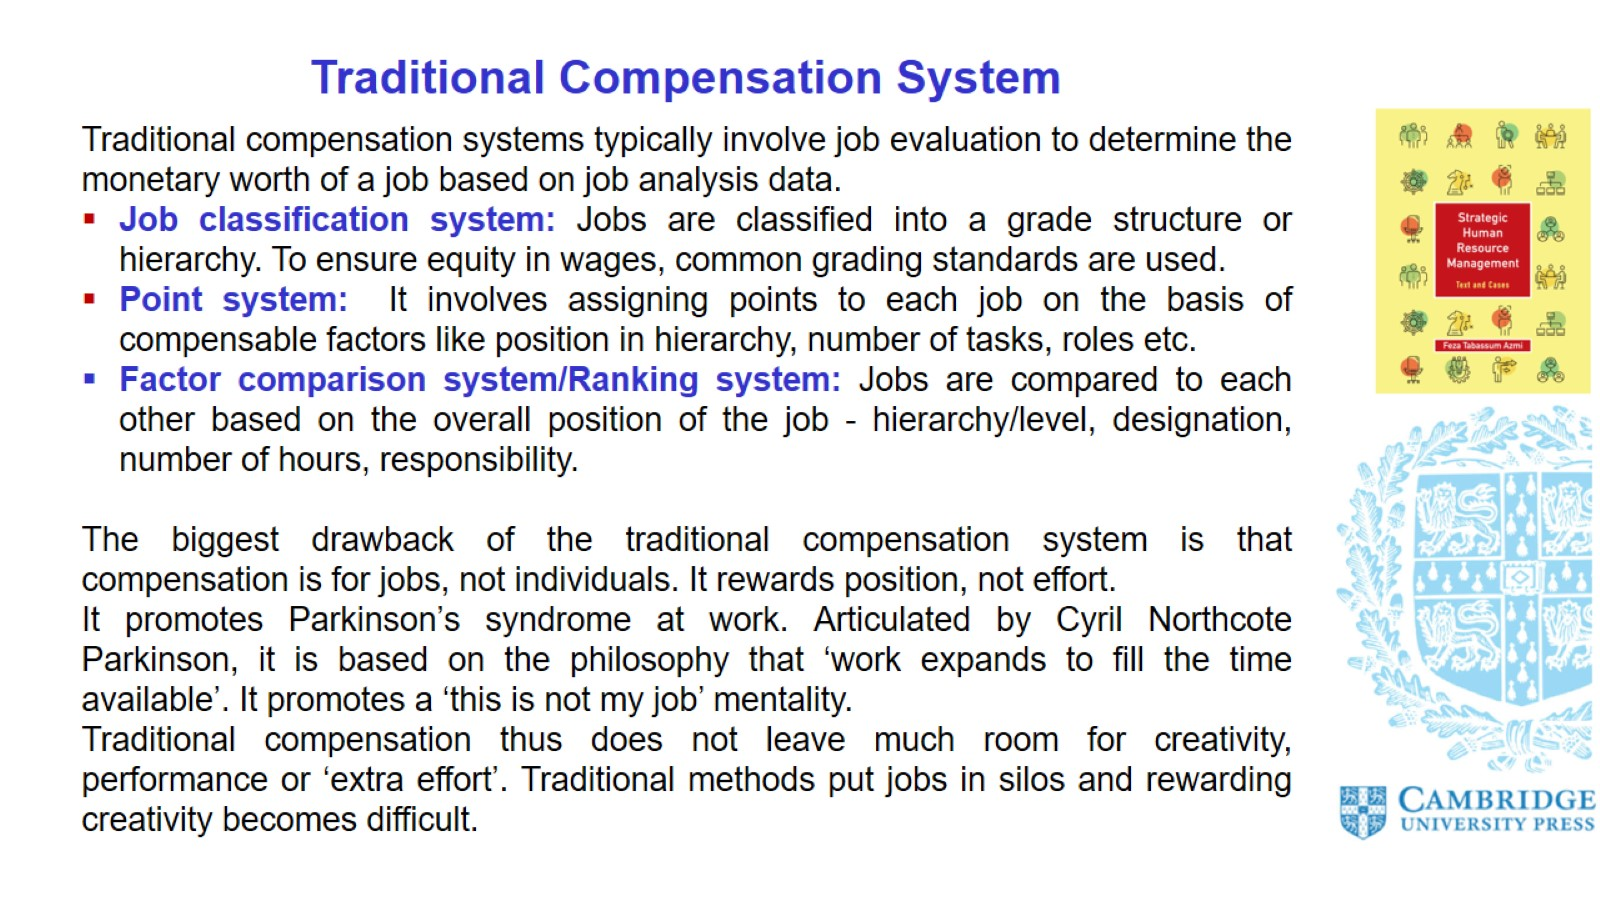 Traditional Compensation System
Traditional compensation systems typically involve job evaluation to determine the
monetary worth of a job based on job analysis data.
▪ Job classification system: Jobs are classified into a grade structure or
hierarchy. To ensure equity in wages, common grading standards are used.
▪ Point system: It involves assigning points to each job on the basis of
compensable factors like position in hierarchy, number of tasks, roles etc.
▪ Factor comparison system/Ranking system: Jobs are compared to each
other based on the overall position of the job - hierarchy/level, designation,
number of hours, responsibility.
The biggest drawback of the traditional compensation system is that
compensation is for jobs, not individuals. It rewards position, not effort.
It promotes Parkinson’s syndrome at work. Articulated by Cyril Northcote
Parkinson, it is based on the philosophy that ‘work expands to fill the time
available’. It promotes a ‘this is not my job’ mentality.
Traditional compensation thus does not leave much room for creativity,
performance or ‘extra effort’. Traditional methods put jobs in silos and rewarding
creativity becomes difficult.
Strategic
Human
Resource
Management
Text and Cases
Feza Tabassum Azmi
CAMBRIDGE
UNIVERSITY PRESS